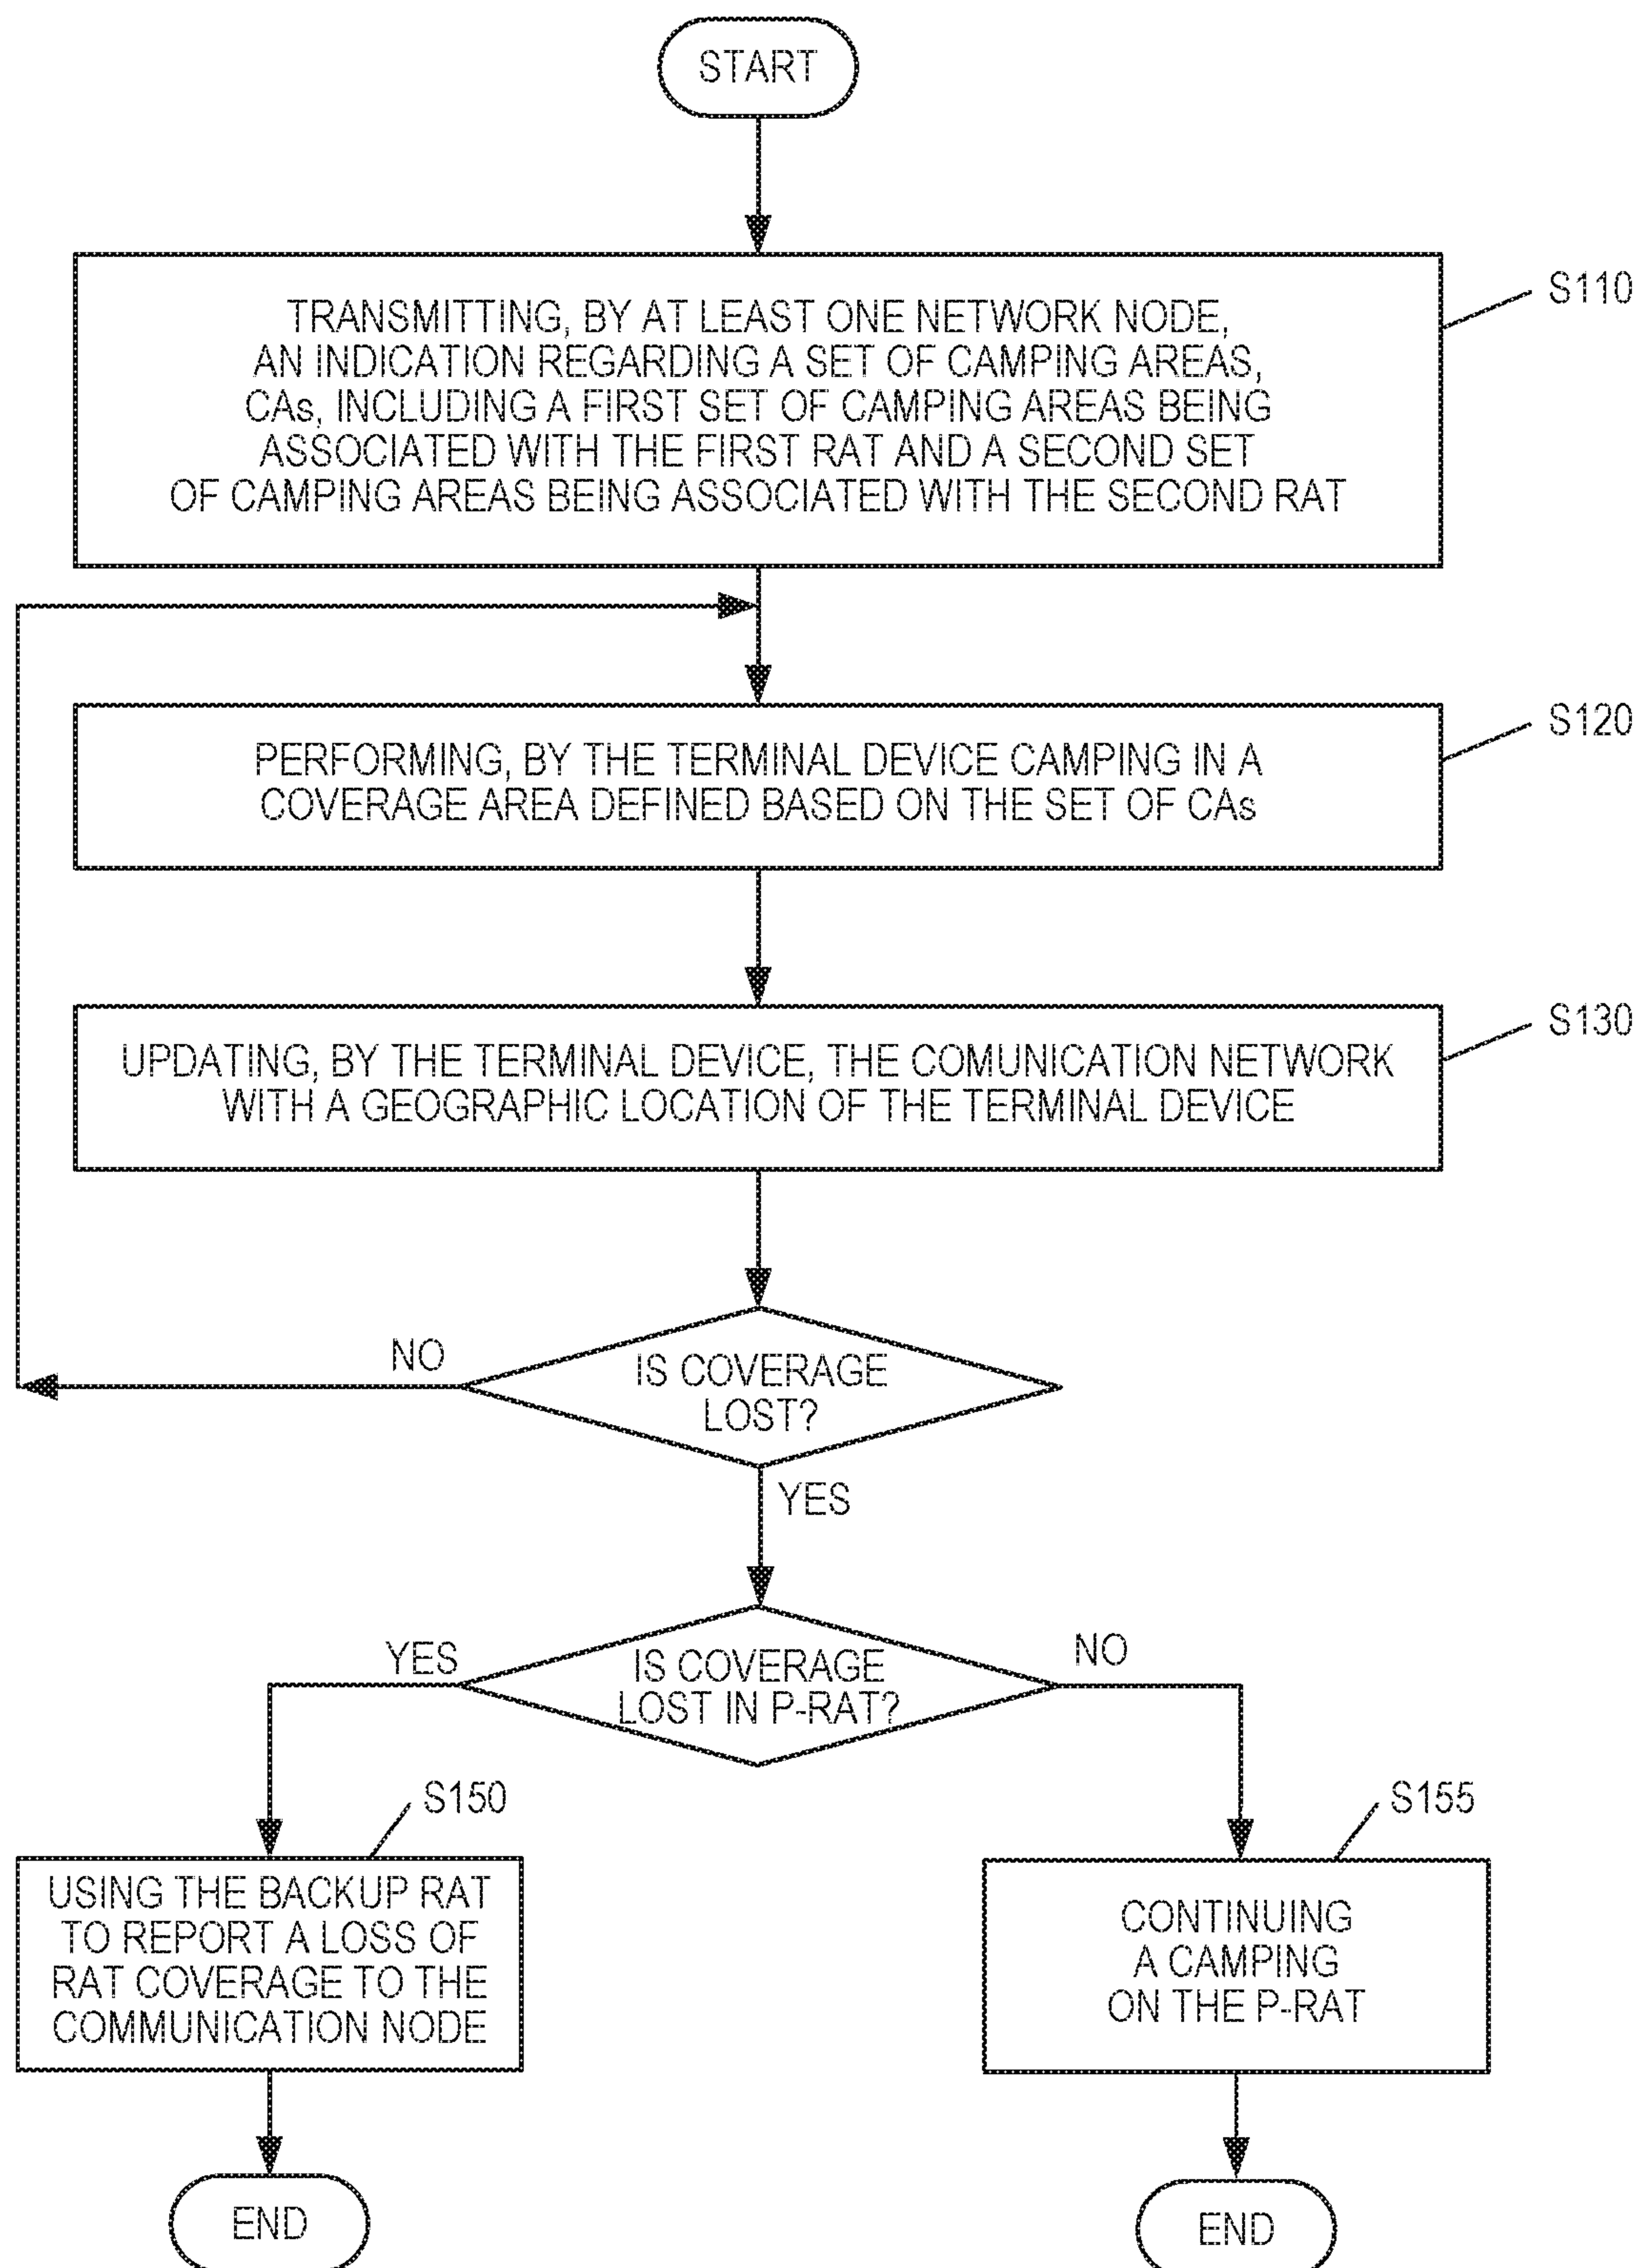 START
TRANSMITTING, BY AT LEAST ONE NETWORK NODE,
AN INDICATION REGARDING A SET OF CAMPING AREAS,
CAs, INCLUDING A FIRST SET OF CAMPING AREAS BEING
ASSOCIATED WITH THE FIRST RAT AND A SECOND SET
OF CAMPING AREAS BEING ASSOCIATED WITH THE SECOND RAT
S110
PERFORMING, BY THE TERMINAL DEVICE CAMPING IN A
COVERAGE AREA DEFINED BASED ON THE SET OF CAs
S120
UPDATING, BY THE TERMINAL DEVICE, THE COMUNICATION NETWORK
WITH A GEOGRAPHIC LOCATION OF THE TERMINAL DEVICE
S130
NO
IS COVERAGE
LOST?
YES
YES
IS COVERAGE
LOST IN P-RAT?
NO
S150
USING THE BACKUP RAT
TO REPORT A LOSS OF
RAT COVERAGE TO THE
COMMUNICATION NODE
S155
CONTINUING
A CAMPING
ON THE P-RAT
END
END